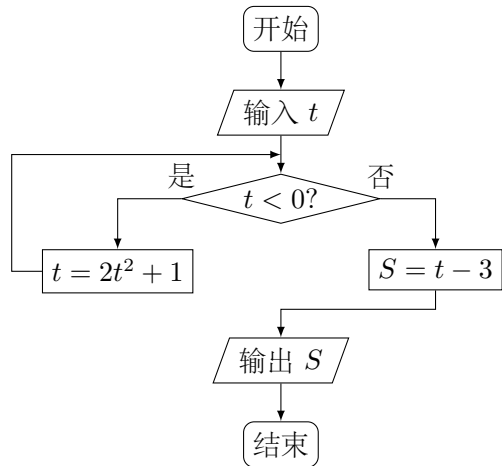 开始
输入 t
是
否
t < 0?
t = 2t² + 1
S = t − 3
输出 S
结束